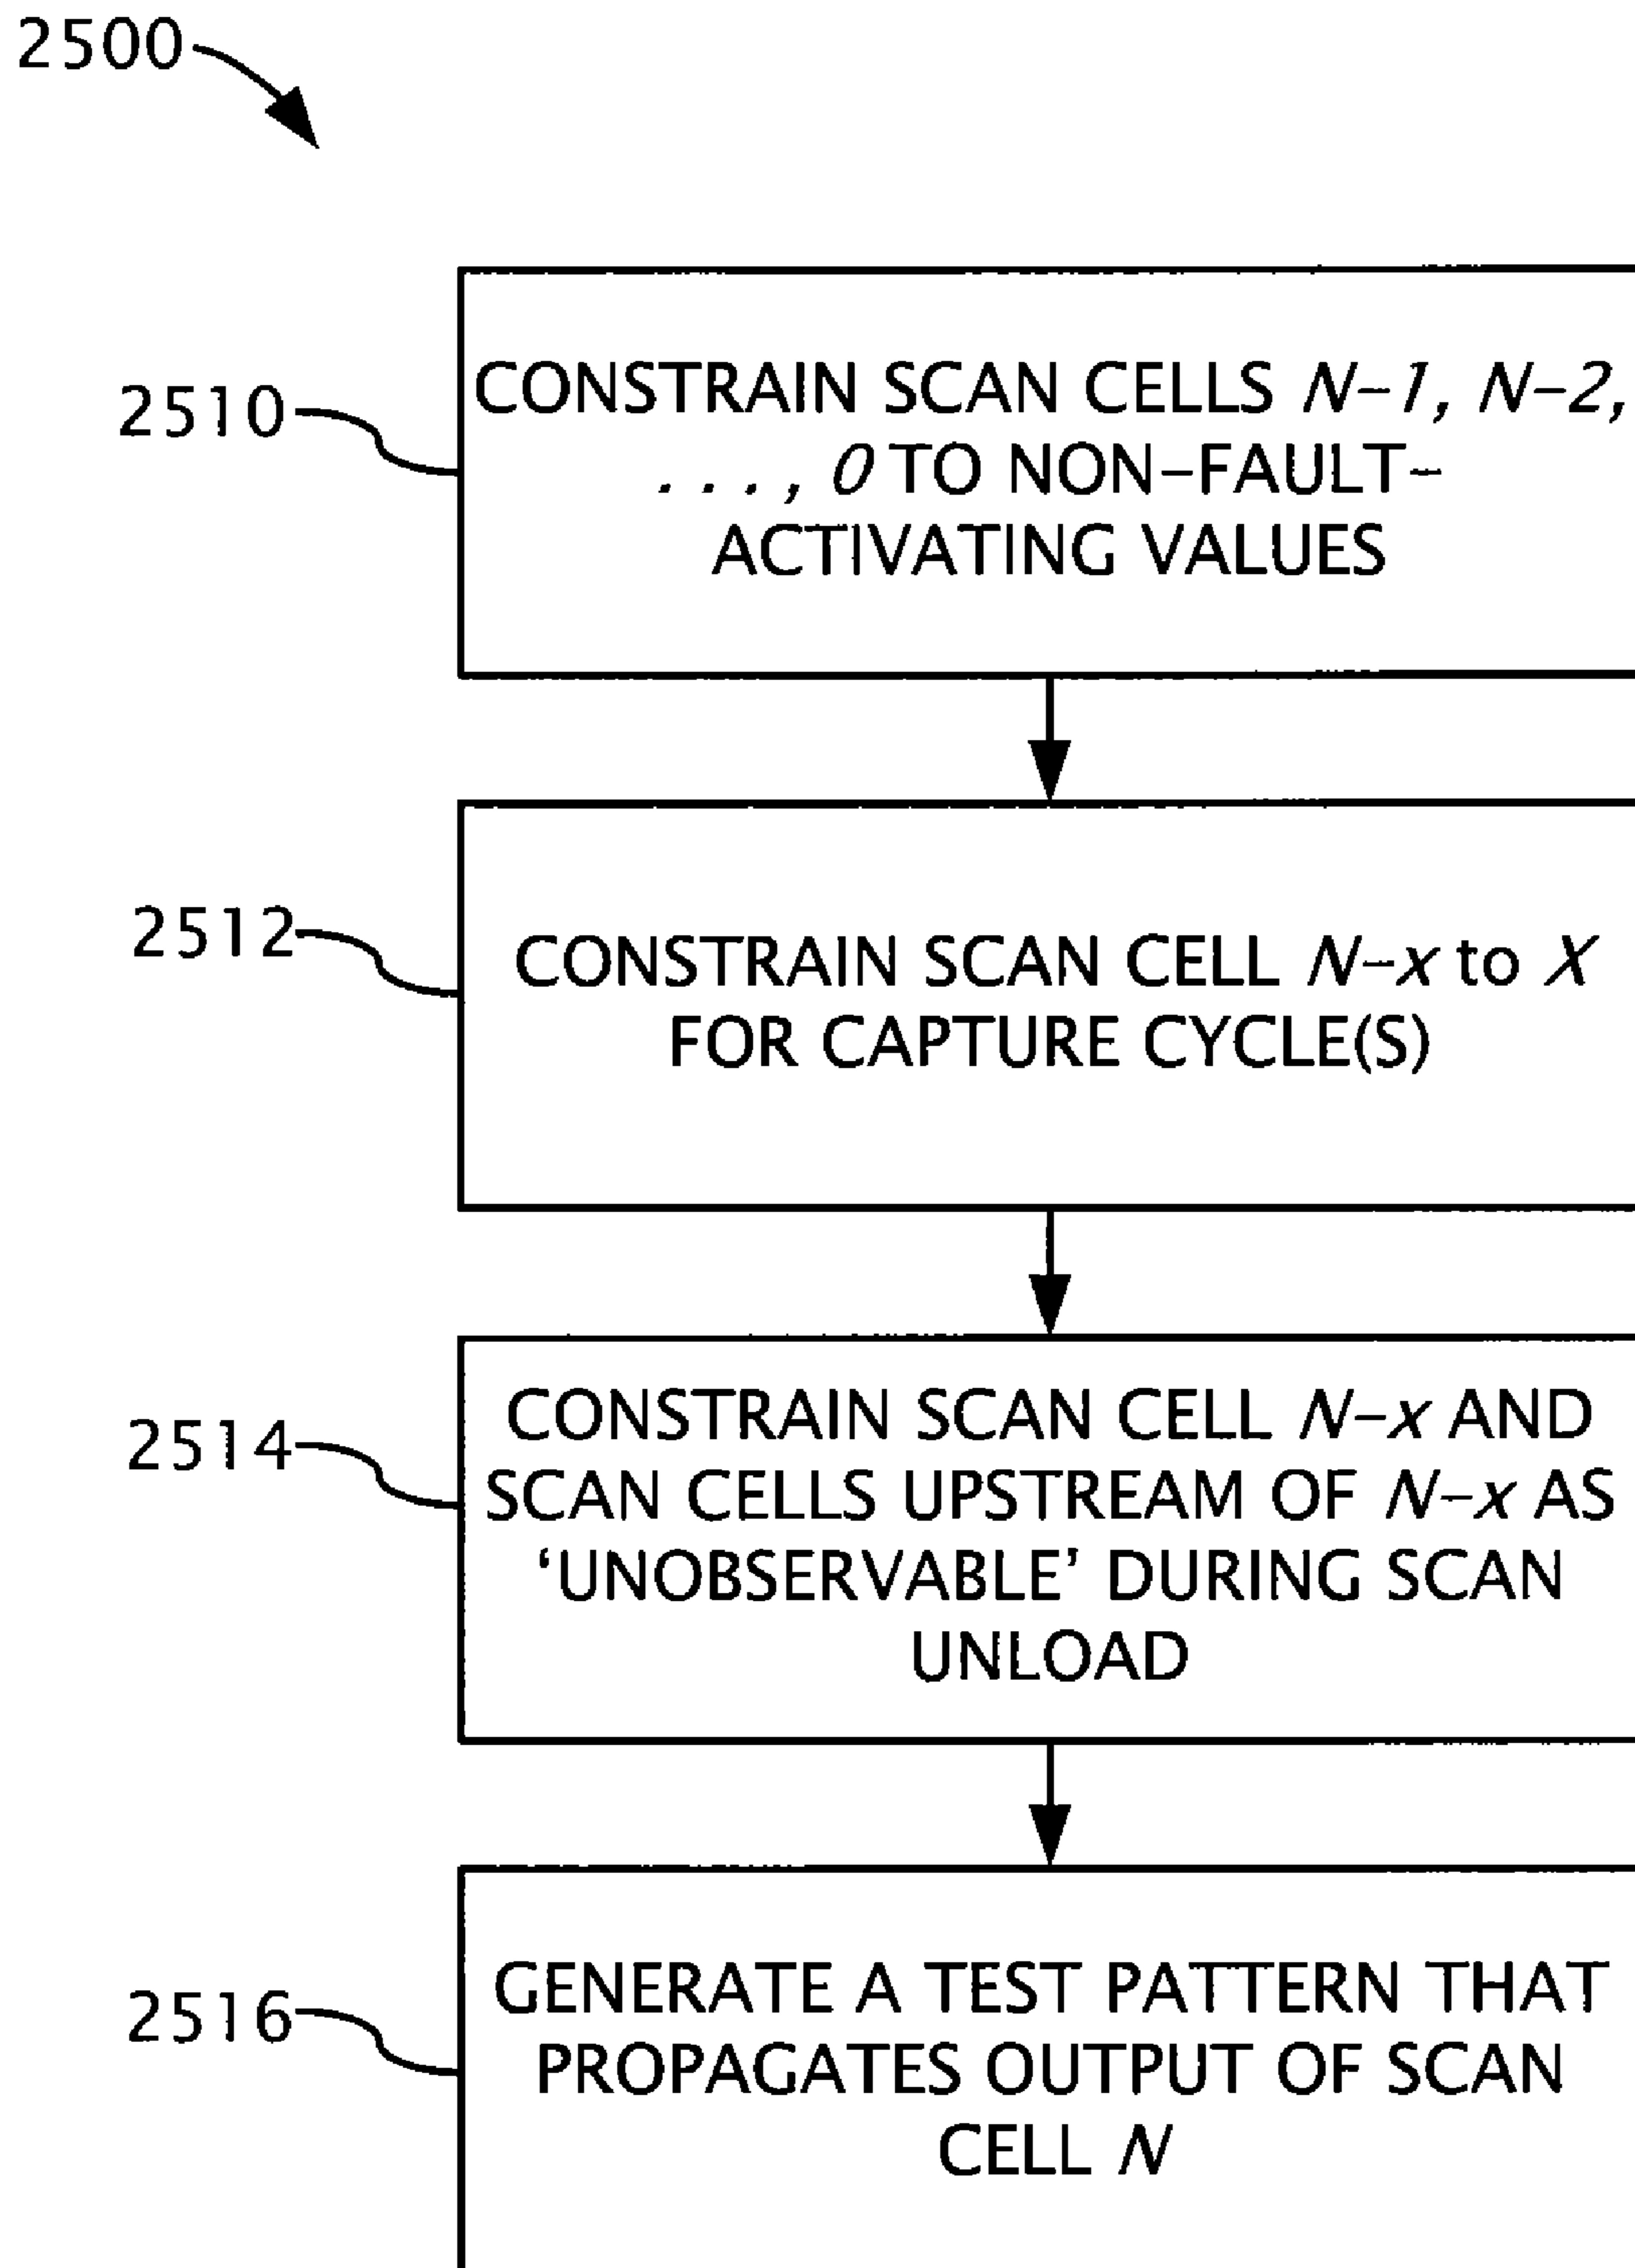 2500
2510
CONSTRAIN SCAN CELLS N-1, N-2,
. . . , 0 TO NON-FAULT-
ACTIVATING VALUES
2512
CONSTRAIN SCAN CELL N-x to X
FOR CAPTURE CYCLE(S)
2514
CONSTRAIN SCAN CELL N-x AND
SCAN CELLS UPSTREAM OF N-x AS
‘UNOBSERVABLE’ DURING SCAN
UNLOAD
2516
GENERATE A TEST PATTERN THAT
PROPAGATES OUTPUT OF SCAN
CELL N